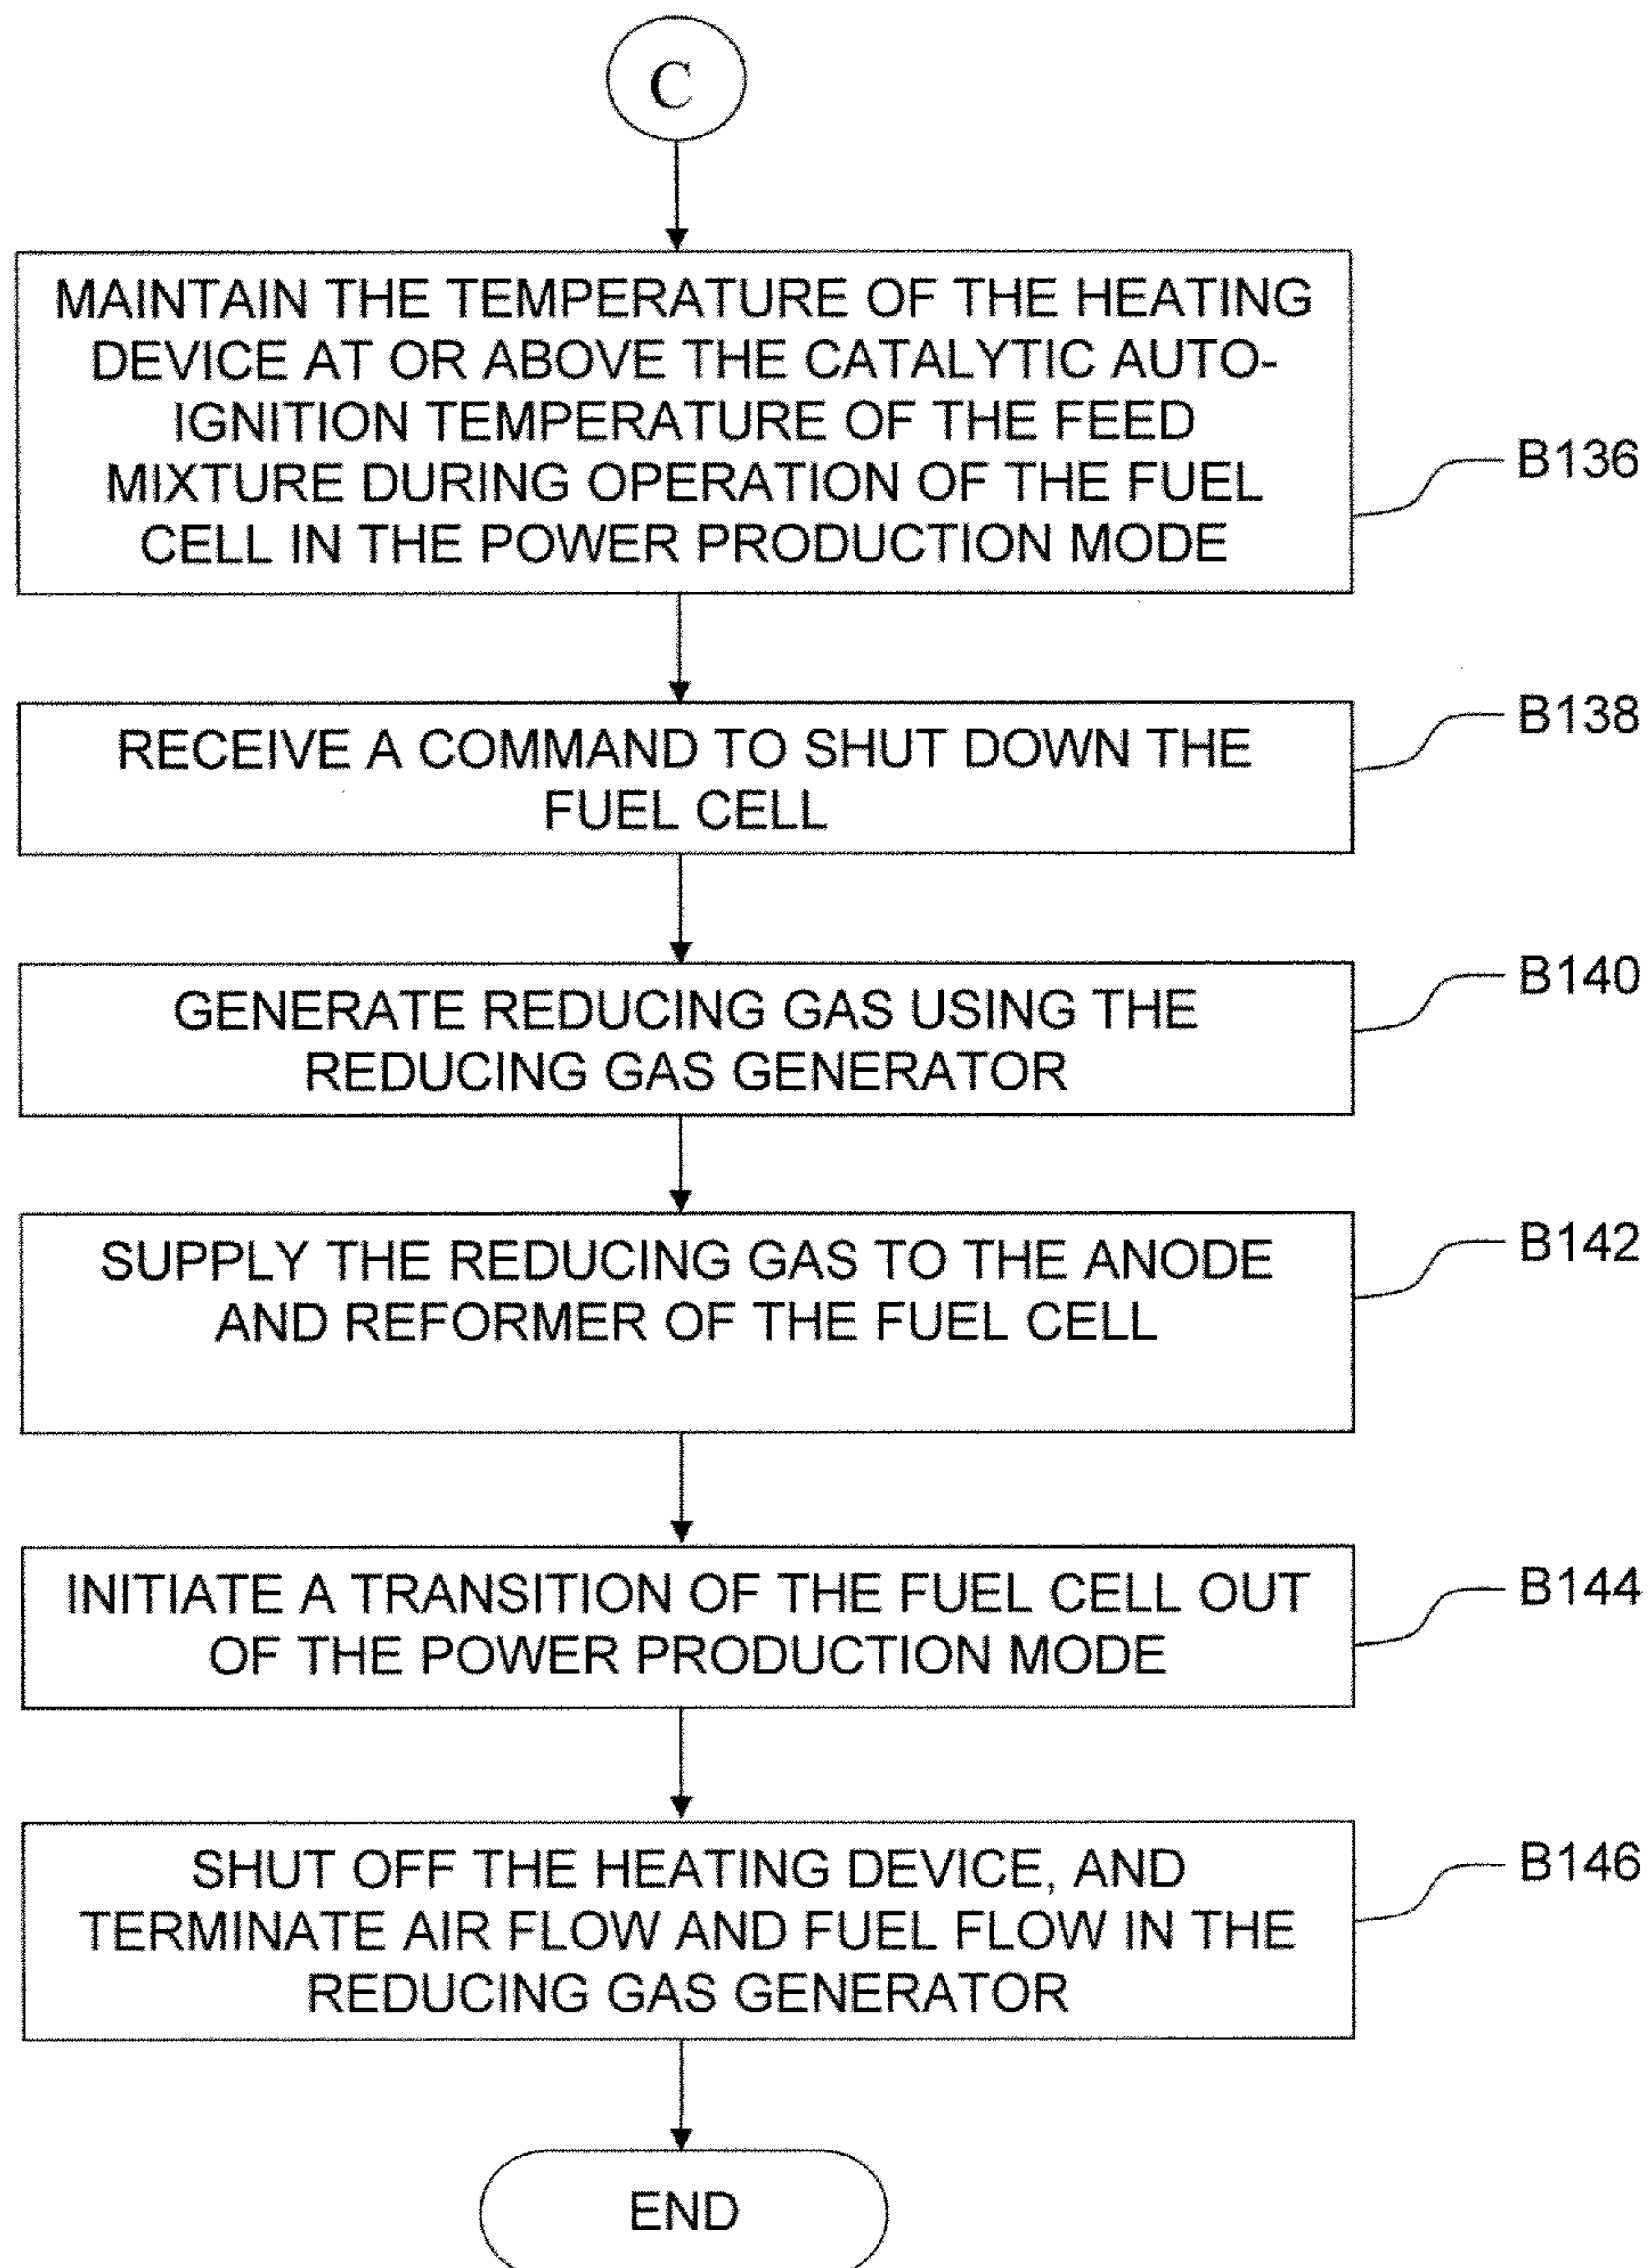 C
MAINTAIN THE TEMPERATURE OF THE HEATING
DEVICE AT OR ABOVE THE CATALYTIC AUTO-
IGNITION TEMPERATURE OF THE FEED
MIXTURE DURING OPERATION OF THE FUEL
CELL IN THE POWER PRODUCTION MODE
B136
RECEIVE A COMMAND TO SHUT DOWN THE
FUEL CELL
B138
GENERATE REDUCING GAS USING THE
REDUCING GAS GENERATOR
B140
SUPPLY THE REDUCING GAS TO THE ANODE
AND REFORMER OF THE FUEL CELL
B142
INITIATE A TRANSITION OF THE FUEL CELL OUT
OF THE POWER PRODUCTION MODE
B144
SHUT OFF THE HEATING DEVICE, AND
TERMINATE AIR FLOW AND FUEL FLOW IN THE
REDUCING GAS GENERATOR
B146
END